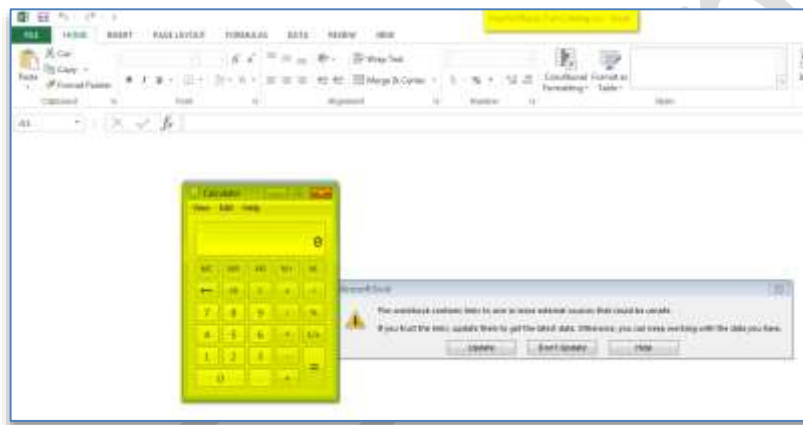 FILE HOME INSERT PAGE LAYOUT FORMULAS DATA REVIEW VIEW
Cut
Copy
Paste
Format Painter
Wrap Text
Merge & Center
Conditional Formatting
Format as Table
Clipboard Font Alignment Number Styles
A1
fx
Calculator
View Edit Help
0
MC MR MS M+ M-
7 8 9 / %
4 5 6 * 1/x
1 2 3 - =
0 . +
Microsoft Excel
This workbook contains links to one or more external sources that could be unsafe.
If you trust the links, update them to get the latest data. Otherwise, you can keep working with the data you have.
Update Don't Update Help